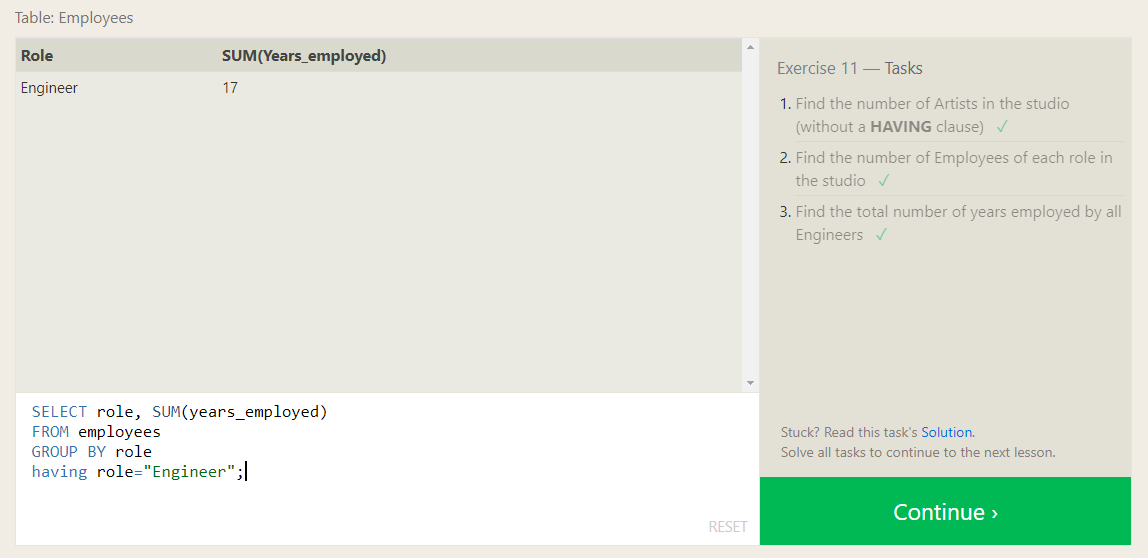 Table: Employees
Role SUM(Years_employed)
Engineer 17
SELECT role, SUM(years_employed)
FROM employees
GROUP BY role
having role="Engineer";
RESET
Exercise 11 — Tasks
1. Find the number of Artists in the studio
(without a HAVING clause) ✓
2. Find the number of Employees of each role in
the studio ✓
3. Find the total number of years employed by all
Engineers ✓
Stuck? Read this task's Solution.
Solve all tasks to continue to the next lesson.
Continue ›